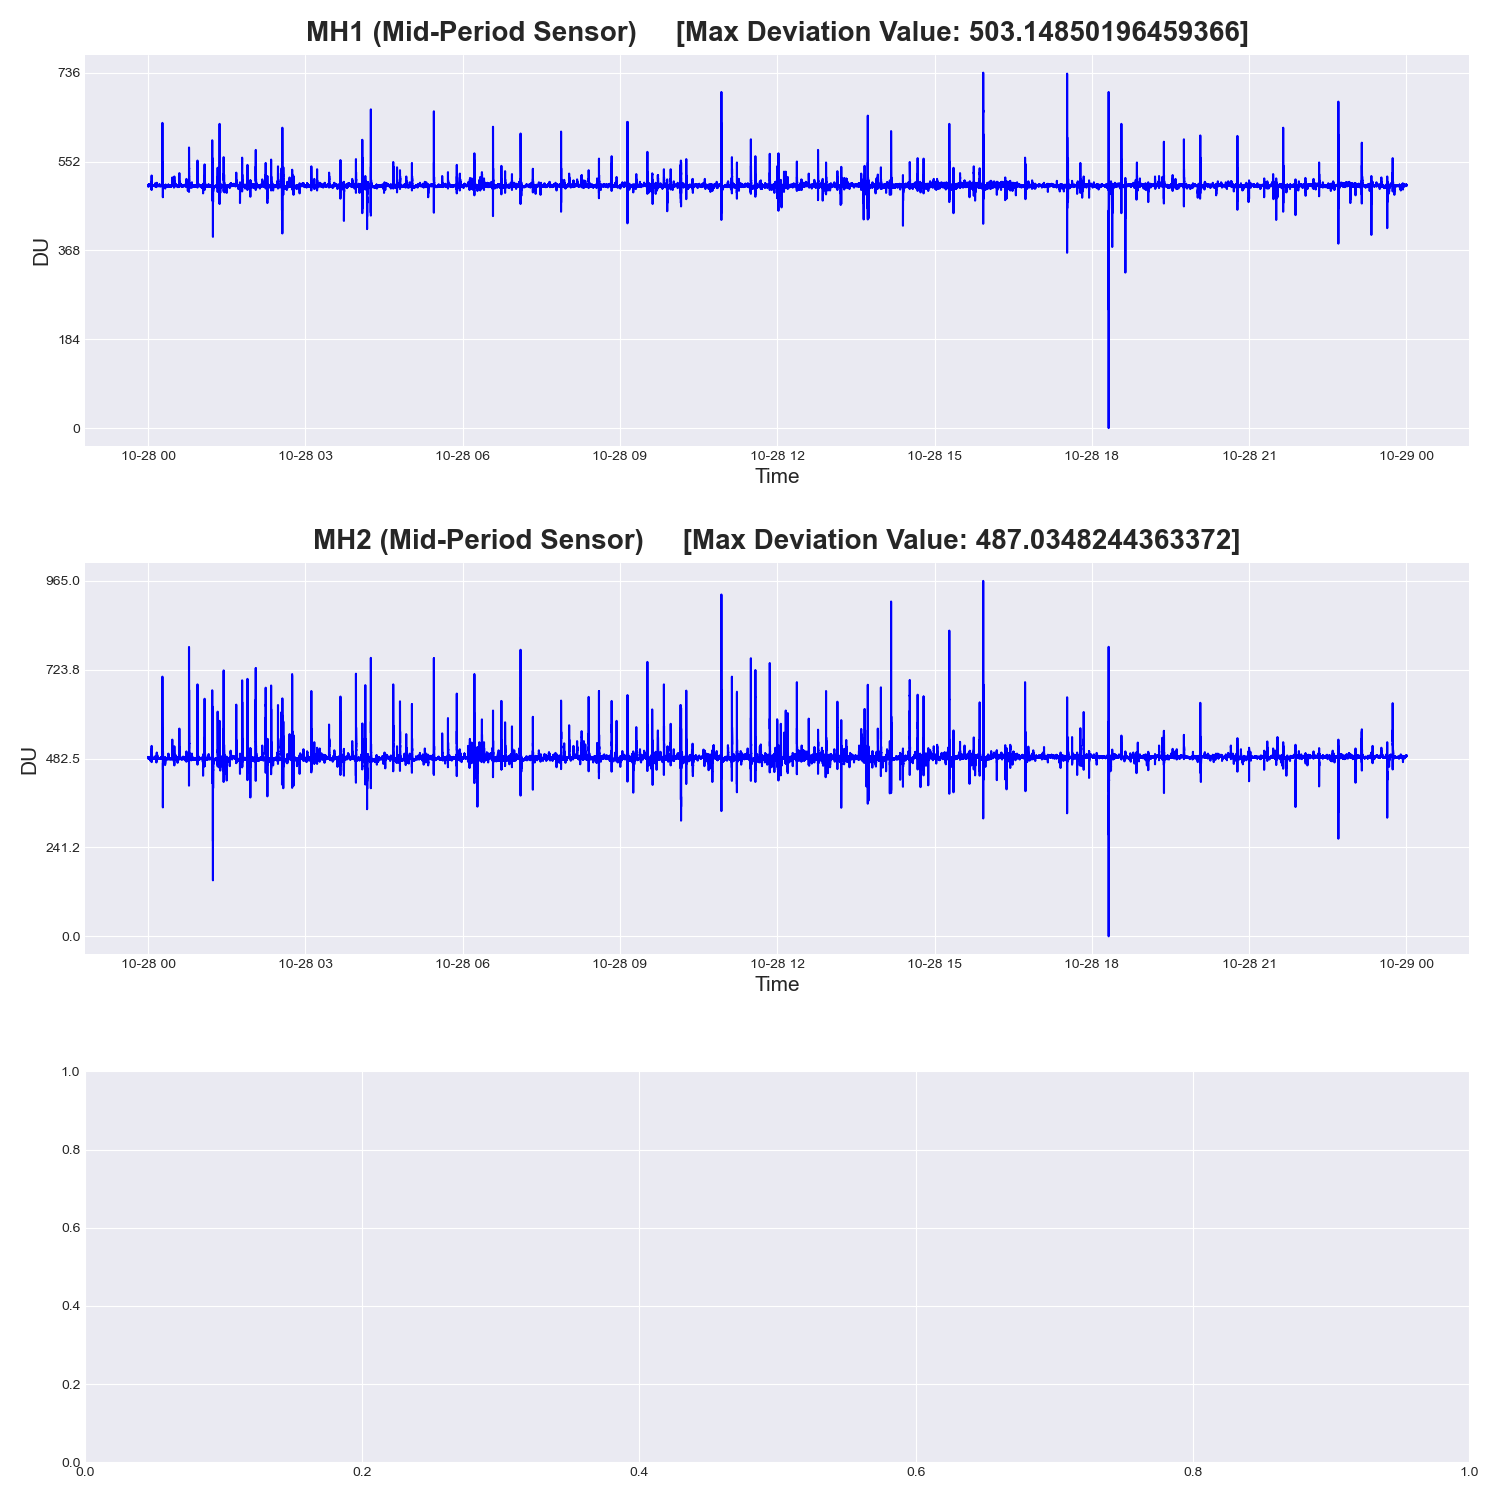 MH1 (Mid-Period Sensor) [Max Deviation Value: 503.14850196459366]
736
552
368
184
0
DU
10-28 00 10-28 03 10-28 06 10-28 09 10-28 12 10-28 15 10-28 18 10-28 21 10-29 00
Time
MH2 (Mid-Period Sensor) [Max Deviation Value: 487.0348244363372]
965.0
723.8
482.5
241.2
0.0
DU
10-28 00 10-28 03 10-28 06 10-28 09 10-28 12 10-28 15 10-28 18 10-28 21 10-29 00
Time
1.0
0.8
0.6
0.4
0.2
0.0
0.0 0.2 0.4 0.6 0.8 1.0